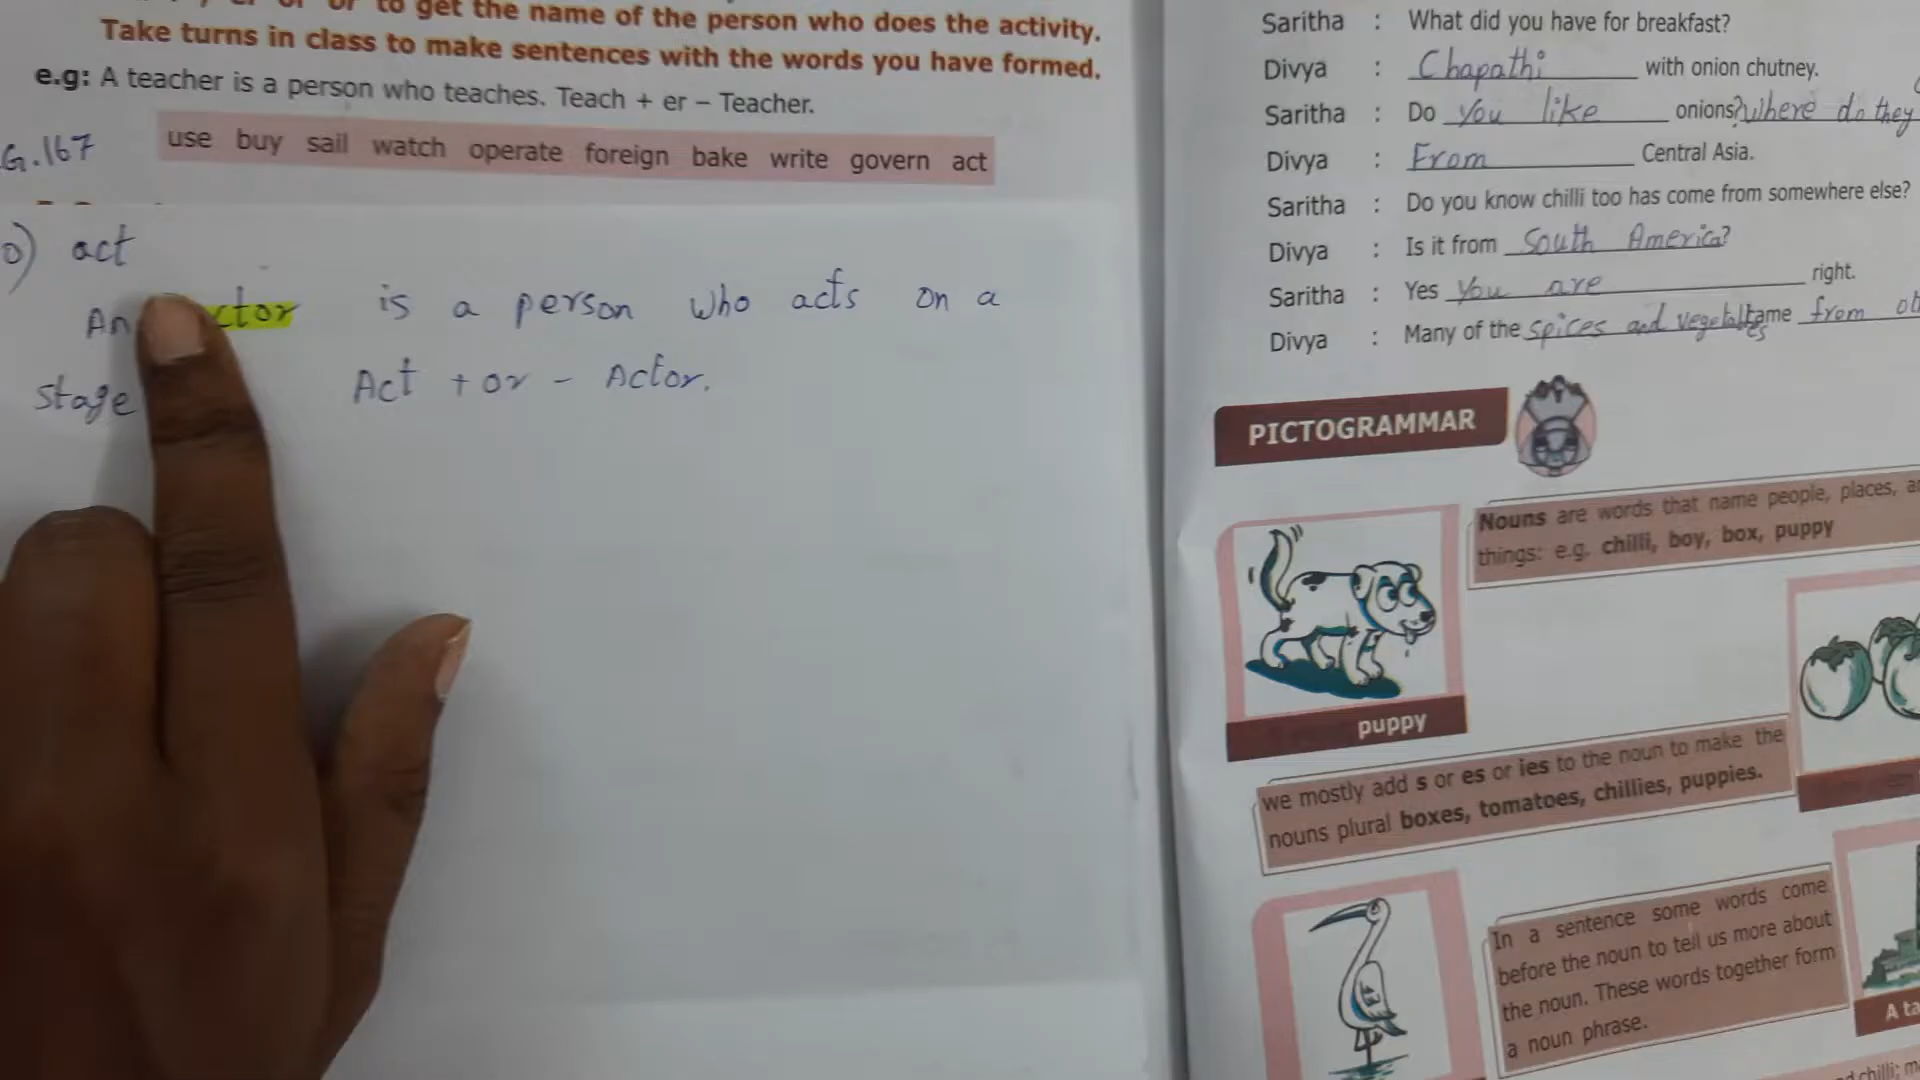 to get the name of the person who does the activity.
Take turns in class to make sentences with the words you have formed.
e.g: A teacher is a person who teaches. Teach + er – Teacher.
G.167
use buy sail watch operate foreign bake write govern act
act
An ctor is a person who acts on a
stage Act + or - Actor.
Saritha : What did you have for breakfast?
Divya : Chapathi with onion chutney.
Saritha : Do you like onions? where do they
Divya : From Central Asia.
Saritha : Do you know chilli too has come from somewhere else?
Divya : Is it from South America?
Saritha : Yes You are right.
Divya : Many of the spices and vegetables came from
PICTOGRAMMAR
Nouns are words that name people, places,
things: e.g. chilli, boy, box, puppy
puppy
we mostly add s or es or ies to the noun to make the
nouns plural boxes, tomatoes, chillies, puppies.
In a sentence some words come
before the noun to tell us more about
the noun. These words together form
a noun phrase.
A ta
chilli;